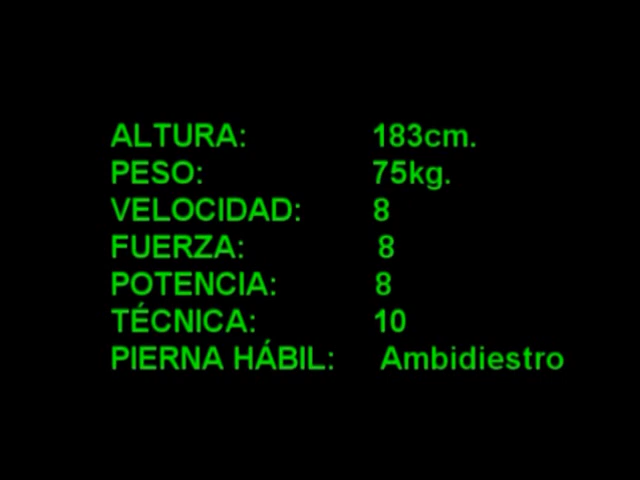 ALTURA: 183cm.
PESO: 75kg.
VELOCIDAD: 8
FUERZA: 8
POTENCIA: 8
TÉCNICA: 10
PIERNA HÁBIL: Ambidiestro